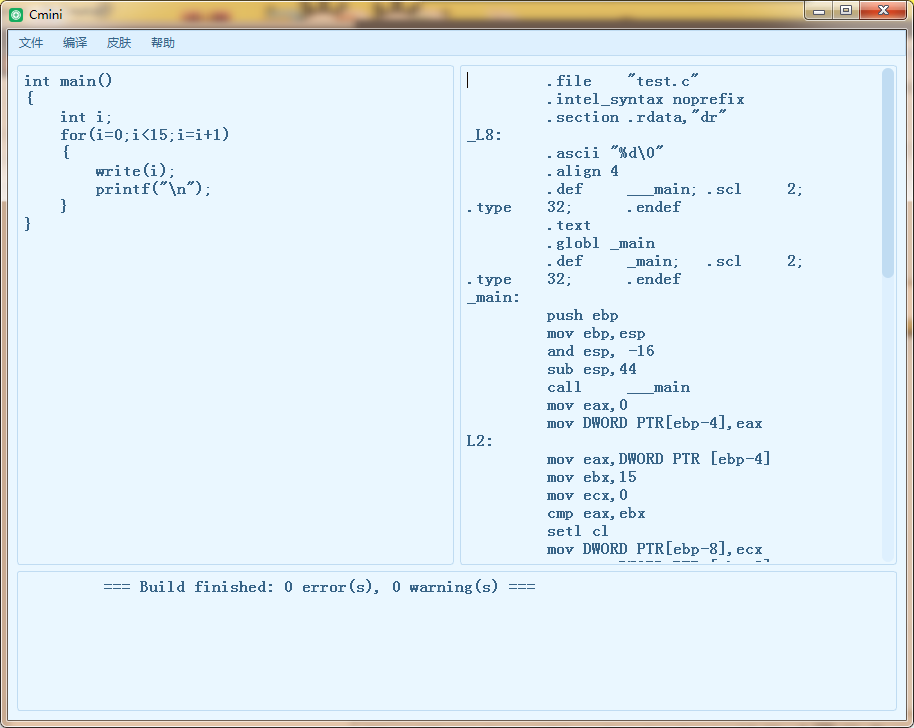 Cmini
文件 编译 皮肤 帮助
int main()
{
    int i;
    for(i=0;i<15;i=i+1)
    {
        write(i);
        printf("\n");
    }
}
.file "test.c"
.intel_syntax noprefix
.section .rdata,"dr"
_L8:
.ascii "%d\0"
.align 4
.def ___main; .scl 2;
.type 32; .endef
.text
.globl _main
.def _main; .scl 2;
.type 32; .endef
_main:
push ebp
mov ebp,esp
and esp, -16
sub esp,44
call ___main
mov eax,0
mov DWORD PTR[ebp-4],eax
L2:
mov eax,DWORD PTR [ebp-4]
mov ebx,15
mov ecx,0
cmp eax,ebx
setl cl
mov DWORD PTR[ebp-8],ecx
=== Build finished: 0 error(s), 0 warning(s) ===